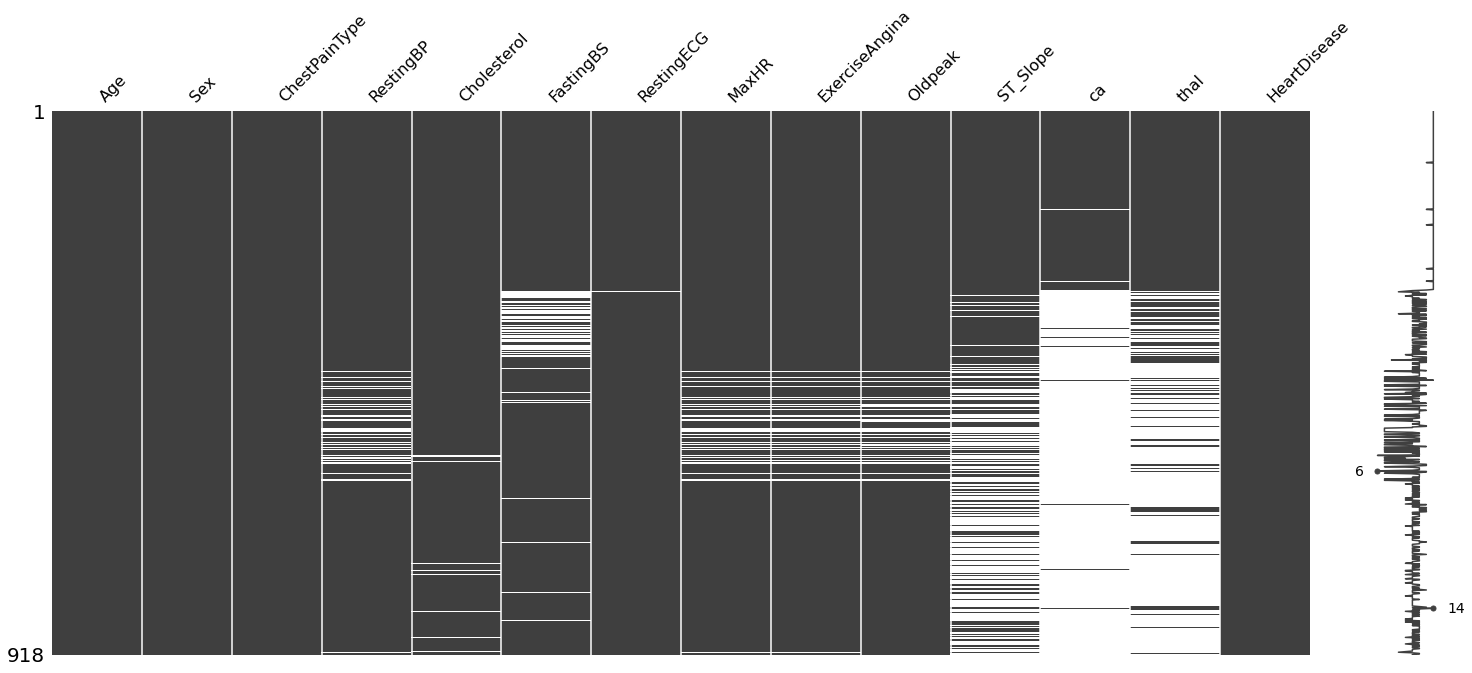 Age
Sex
ChestPainType
RestingBP
Cholesterol
FastingBS
RestingECG
MaxHR
ExerciseAngina
Oldpeak
ST_Slope
ca
thal
HeartDisease
1
6
14
918